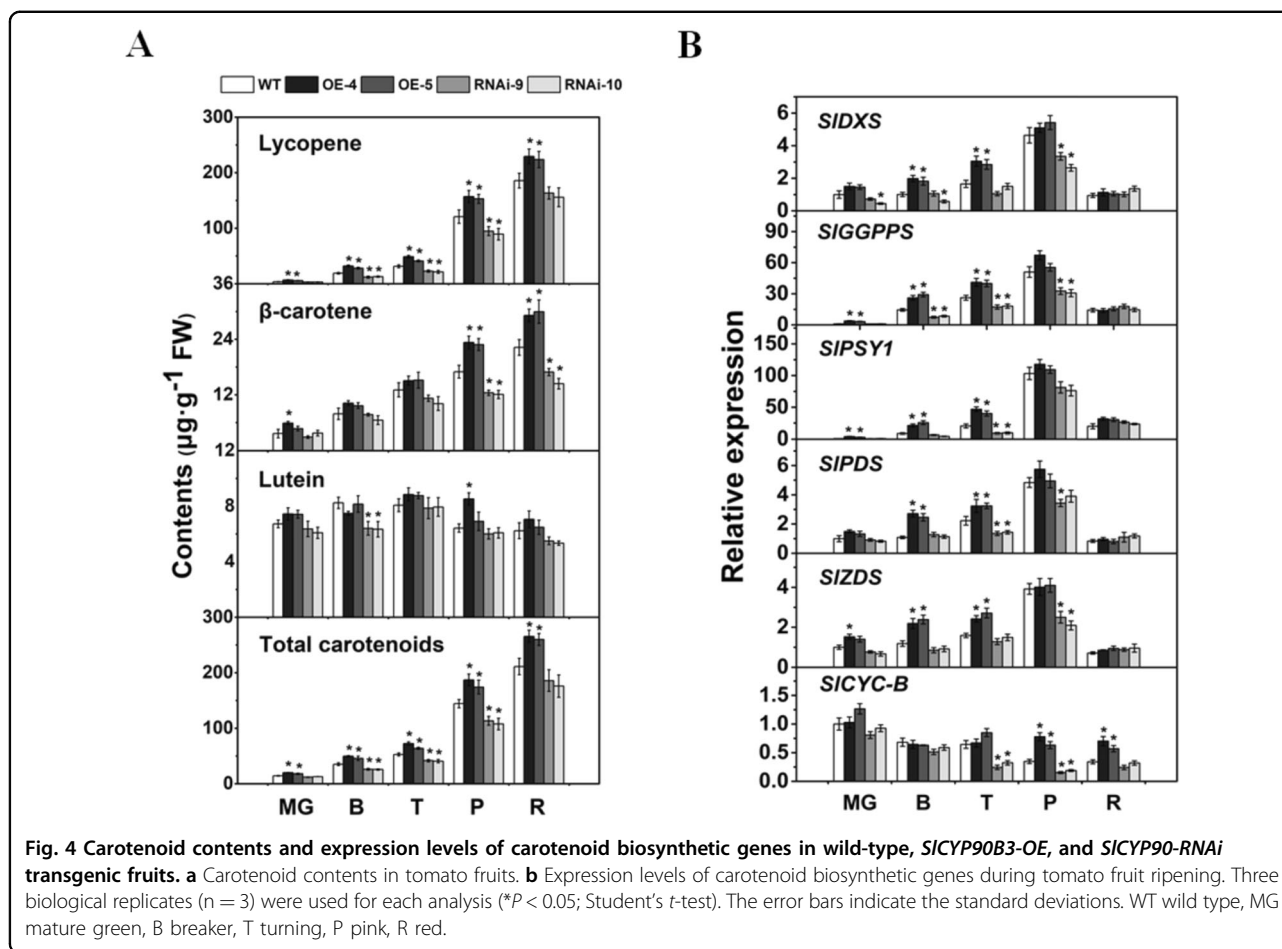 A
WT OE-4 OE-5 RNAi-9 RNAi-10
Contents (µg·g⁻¹ FW)
300
Lycopene
200
100
36
β-carotene
24
12
12
Lutein
8
4
300
Total carotenoids
200
100
0
MG B T P R
B
Relative expression
SlDXS
6
4
2
0
SlGGPPS
90
60
30
0
SlPSY1
150
100
50
0
SlPDS
6
4
2
0
SlZDS
4
2
0
SlCYC-B
1.5
1.0
0.5
0.0
MG B T P R
Fig. 4 Carotenoid contents and expression levels of carotenoid biosynthetic genes in wild-type, SlCYP90B3-OE, and SlCYP90-RNAi
transgenic fruits. a Carotenoid contents in tomato fruits. b Expression levels of carotenoid biosynthetic genes during tomato fruit ripening. Three
biological replicates (n = 3) were used for each analysis (*P < 0.05; Student's t-test). The error bars indicate the standard deviations. WT wild type, MG
mature green, B breaker, T turning, P pink, R red.